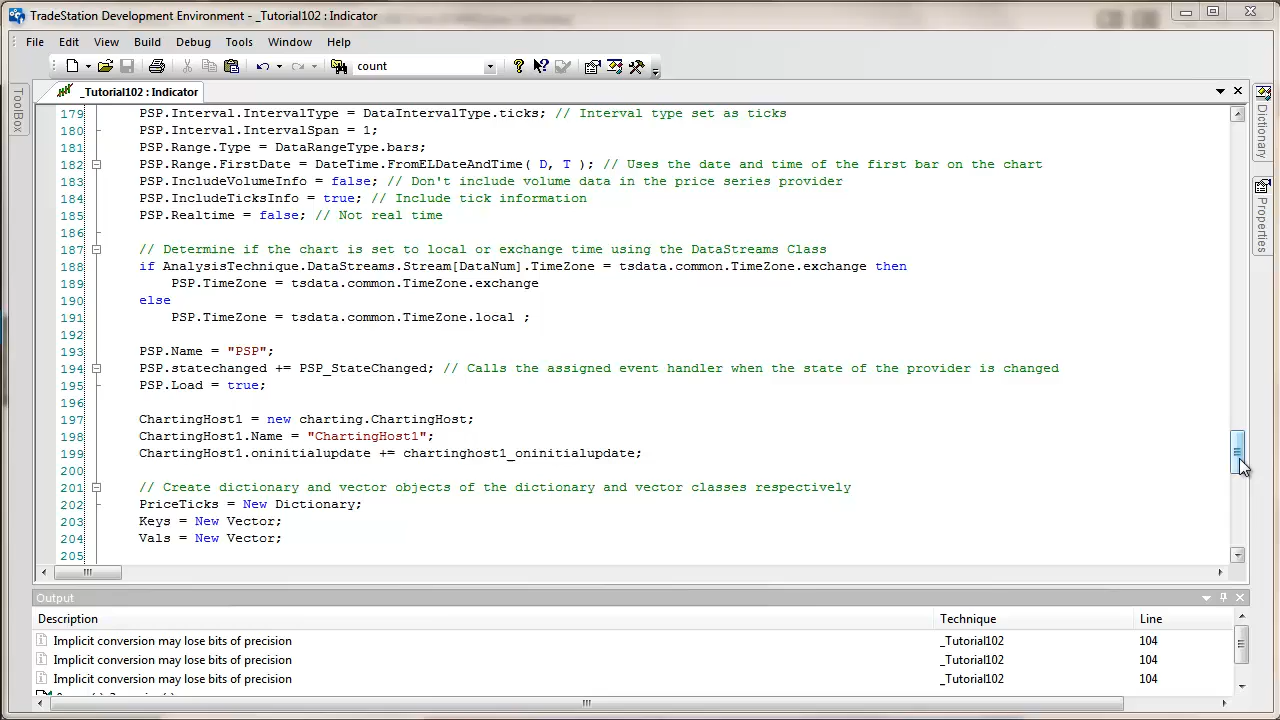 TradeStation Development Environment - _Tutorial102 : Indicator
File Edit View Build Debug Tools Window Help
count
ToolBox
_Tutorial102 : Indicator
Dictionary
Properties
179 PSP.Interval.IntervalType = DataIntervalType.ticks; // Interval type set as ticks
180 PSP.Interval.IntervalSpan = 1;
181 PSP.Range.Type = DataRangeType.bars;
182 PSP.Range.FirstDate = DateTime.FromELDateAndTime( D, T ); // Uses the date and time of the first bar on the chart
183 PSP.IncludeVolumeInfo = false; // Don't include volume data in the price series provider
184 PSP.IncludeTicksInfo = true; // Include tick information
185 PSP.Realtime = false; // Not real time
186
187 // Determine if the chart is set to local or exchange time using the DataStreams Class
188 if AnalysisTechnique.DataStreams.Stream[DataNum].TimeZone = tsdata.common.TimeZone.exchange then
189 PSP.TimeZone = tsdata.common.TimeZone.exchange
190 else
191 PSP.TimeZone = tsdata.common.TimeZone.local ;
192
193 PSP.Name = "PSP";
194 PSP.statechanged += PSP_StateChanged; // Calls the assigned event handler when the state of the provider is changed
195 PSP.Load = true;
196
197 ChartingHost1 = new charting.ChartingHost;
198 ChartingHost1.Name = "ChartingHost1";
199 ChartingHost1.oninitialupdate += chartinghost1_oninitialupdate;
200
201 // Create dictionary and vector objects of the dictionary and vector classes respectively
202 PriceTicks = New Dictionary;
203 Keys = New Vector;
204 Vals = New Vector;
205
Output
Description Technique Line
Implicit conversion may lose bits of precision _Tutorial102 104
Implicit conversion may lose bits of precision _Tutorial102 104
Implicit conversion may lose bits of precision _Tutorial102 104